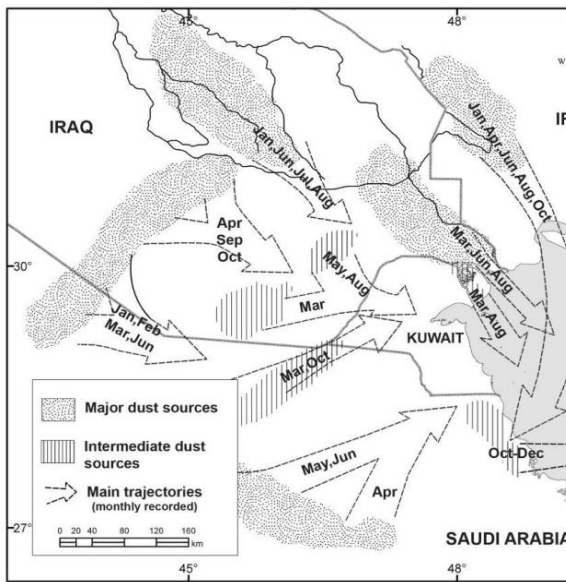 45°
48°
W
IRAQ
IF
Jan,Jun,Jul,Aug
Jan,Apr,Jun,Aug,Oct
Apr
Sep
Oct
Mar,Jun,Aug
30°
30°
May,Aug
Mar
Mar,Aug
Jan,Feb
Mar,Jun
KUWAIT
Mar,Oct
Major dust sources
Intermediate dust
sources
Main trajectories
(monthly recorded)
0 20 40 80 120 160
km
May,Jun
Apr
Oct-Dec
27°
27°
SAUDI ARABIA
45°
48°